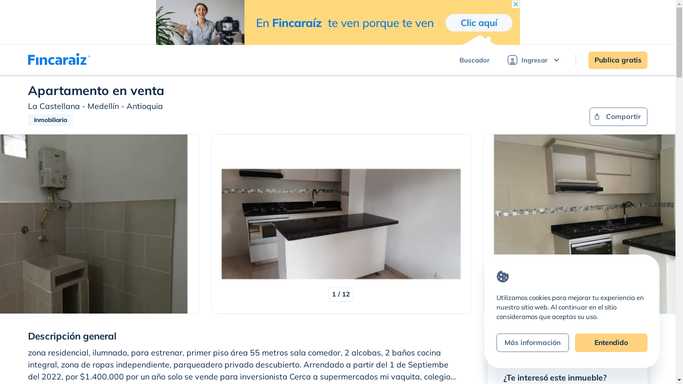 En Fincaraíz te ven porque te ven
Clic aquí
Fincaraiz
Buscador
Ingresar
Publica gratis
Apartamento en venta
La Castellana - Medellín - Antioquia
Inmobiliaria
Compartir
1 / 12
Utilizamos cookies para mejorar tu experiencia en
nuestro sitio web. Al continuar en el sitio
consideramos que aceptas su uso.
Más información
Entendido
Descripción general
zona residencial, ilumnado, para estrenar, primer piso área 55 metros sala comedor, 2 alcobas, 2 baños cocina
integral, zona de ropas independiente, parqueadero privado descubierto. Arrendado a partir del 1 de Septiembe
del 2022, por $1.400.000 por un año solo se vende para inversionista Cerca a supermercados mi vaquita, colegio...
¿Te interesó este inmueble?